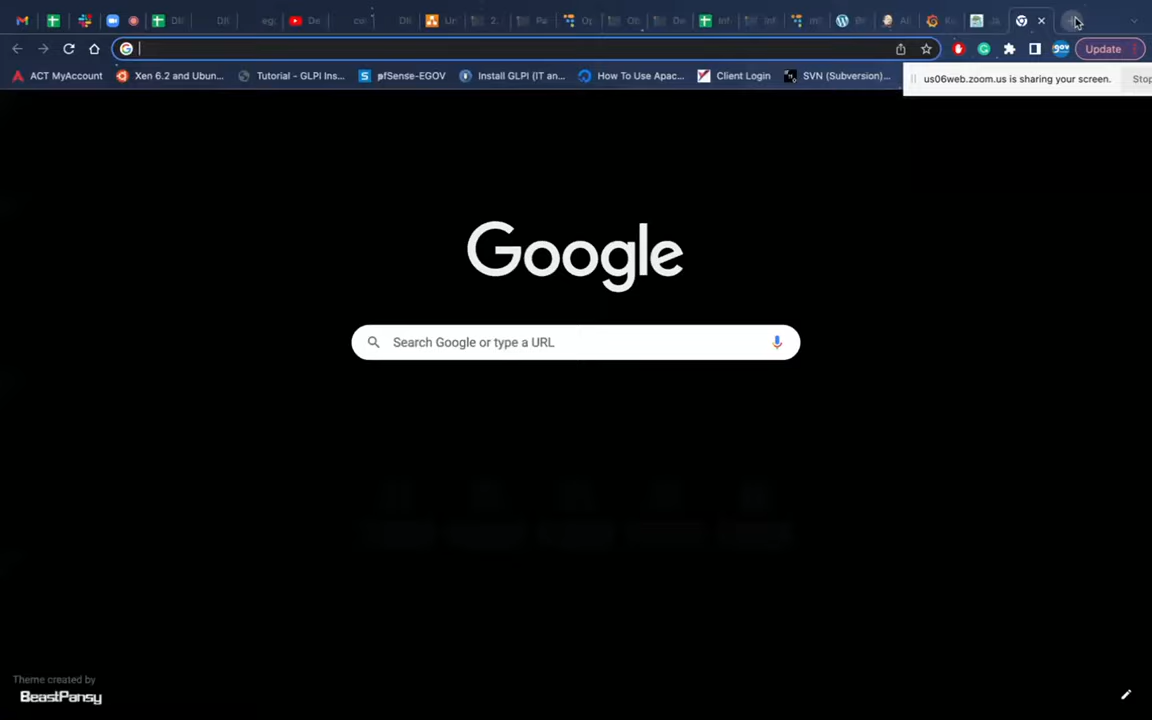 Update
ACT MyAccount
Xen 6.2 and Ubun...
Tutorial - GLPI Ins...
pfSense-EGOV
Install GLPI (IT an...
How To Use Apac...
Client Login
SVN (Subversion)...
us06web.zoom.us is sharing your screen.
Stop
Google
Search Google or type a URL
Theme created by
BeastPansy